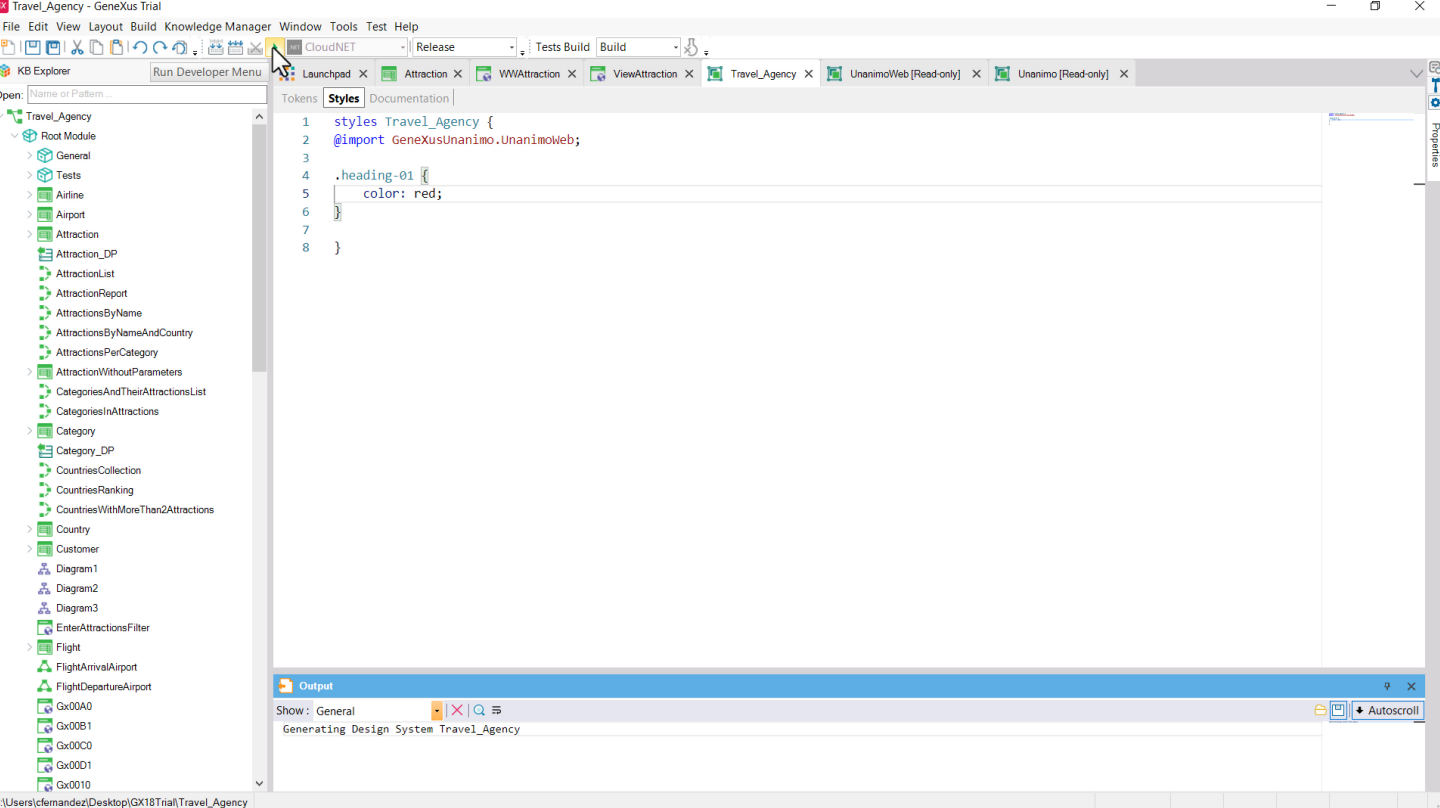 Travel_Agency - GeneXus Trial
File Edit View Layout Build Knowledge Manager Window Tools Test Help
CloudNET Release Tests Build Build
KB Explorer
Run Developer Menu
Open: Name or Pattern ...
Launchpad Attraction WWAttraction ViewAttraction Travel_Agency UnanimoWeb [Read-only] Unanimo [Read-only]
Tokens Styles Documentation
Travel_Agency
Root Module
General
Tests
Airline
Airport
Attraction
Attraction_DP
AttractionList
AttractionReport
AttractionsByName
AttractionsByNameAndCountry
AttractionsPerCategory
AttractionWithoutParameters
CategoriesAndTheirAttractionsList
CategoriesInAttractions
Category
Category_DP
CountriesCollection
CountriesRanking
CountriesWithMoreThan2Attractions
Country
Customer
Diagram1
Diagram2
Diagram3
EnterAttractionsFilter
Flight
FlightArrivalAirport
FlightDepartureAirport
Gx00A0
Gx00B1
Gx00C0
Gx00D1
Gx0010
1 styles Travel_Agency {
2 @import GeneXusUnanimo.UnanimoWeb;
3
4 .heading-01 {
5 color: red;
6 }
7
8 }
Properties
Output
Show: General
Autoscroll
Generating Design System Travel_Agency
:\Users\cfernandez\Desktop\GX18Trial\Travel_Agency